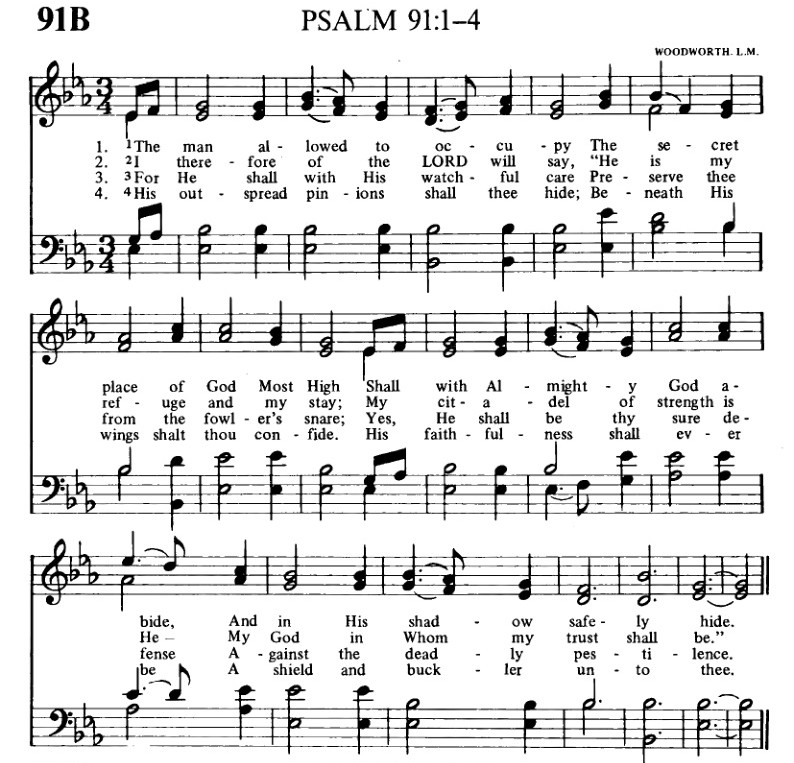 91B PSALM 91:1–4
WOODWORTH. L.M.
1. ¹The man al - lowed to oc - cu - py The se - cret
2. ²I there - fore of the LORD will say, “He is my
3. ³For He shall with His watch - ful care Pre - serve thee
4. ⁴His out - spread pin - ions shall thee hide; Be - neath His
place of God Most High Shall with Al - might - y God a -
ref - uge and my stay; My cit - a - del of strength is
from the fowl - er's snare; Yes, He shall be thy sure de -
wings shalt thou con - fide. His faith - ful - ness shall ev - er
bide, And in His shad - ow safe - ly hide.
He – My God in Whom my trust shall be.”
fense A - gainst the dead - ly pes - ti - lence.
be A shield and buck - ler un - to thee.